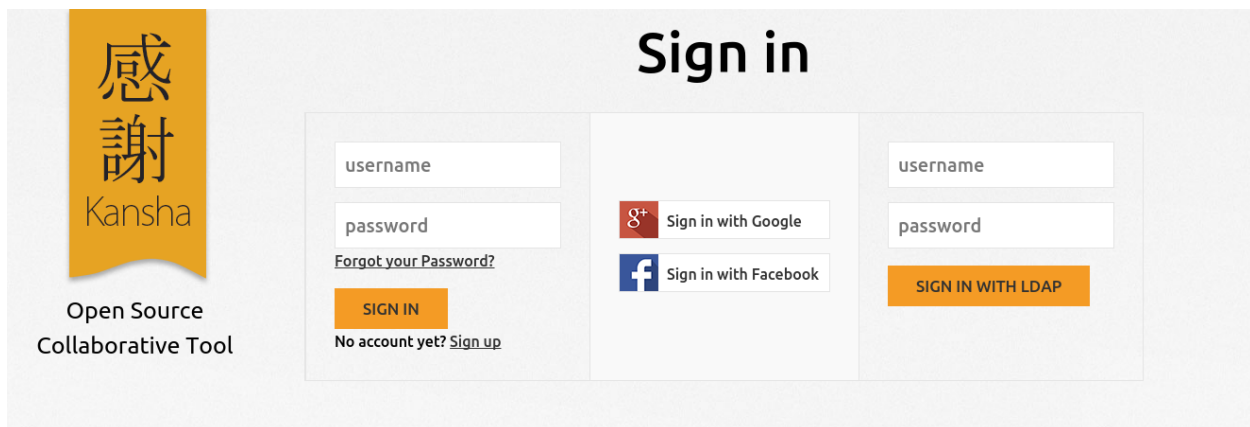 感
謝
Kansha
Open Source
Collaborative Tool
Sign in
username
password
Forgot your Password?
SIGN IN
No account yet? Sign up
g+ Sign in with Google
f Sign in with Facebook
username
password
SIGN IN WITH LDAP